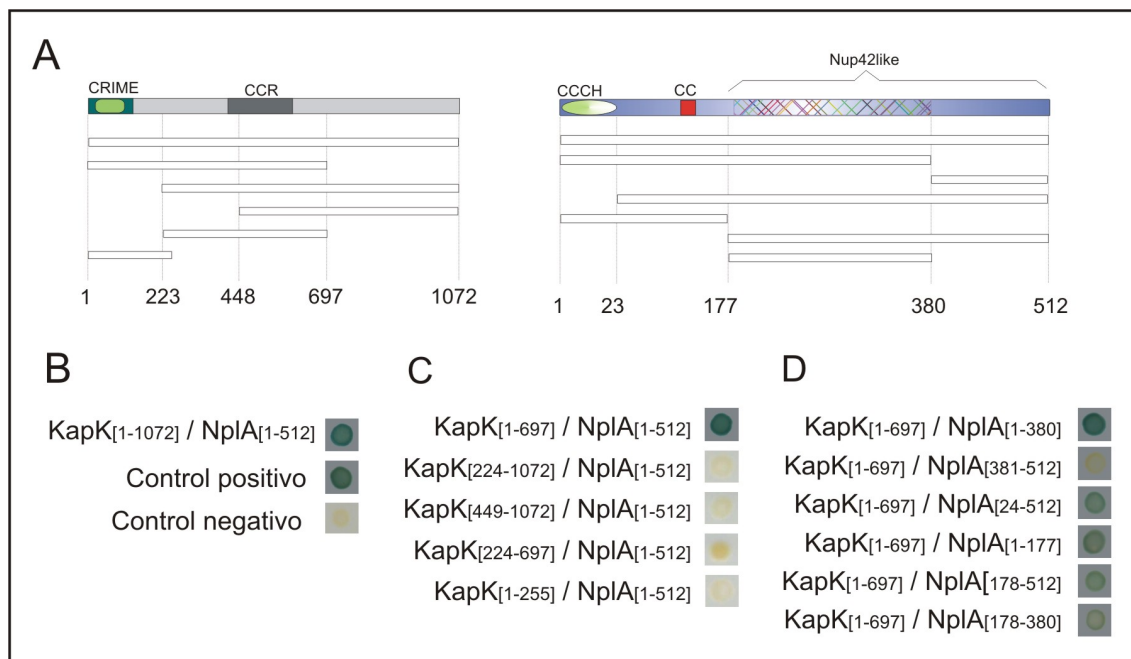 A
CRIME
CCR
1 223 448 697 1072
Nup42like
CCCH
CC
1 23 177 380 512
B
KapK[1-1072] / NplA[1-512]
Control positivo
Control negativo
C
KapK[1-697] / NplA[1-512]
KapK[224-1072] / NplA[1-512]
KapK[449-1072] / NplA[1-512]
KapK[224-697] / NplA[1-512]
KapK[1-255] / NplA[1-512]
D
KapK[1-697] / NplA[1-380]
KapK[1-697] / NplA[381-512]
KapK[1-697] / NplA[24-512]
KapK[1-697] / NplA[1-177]
KapK[1-697] / NplA[178-512]
KapK[1-697] / NplA[178-380]